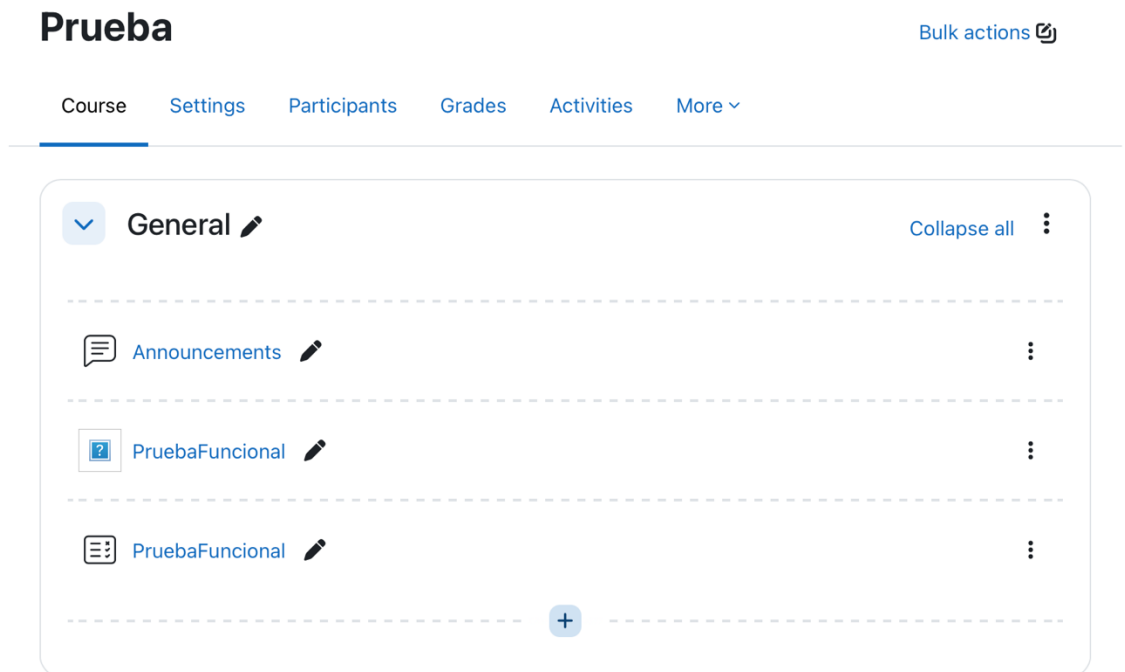 Prueba
Bulk actions
Course Settings Participants Grades Activities More
General
Collapse all
Announcements
?
PruebaFuncional
PruebaFuncional
+